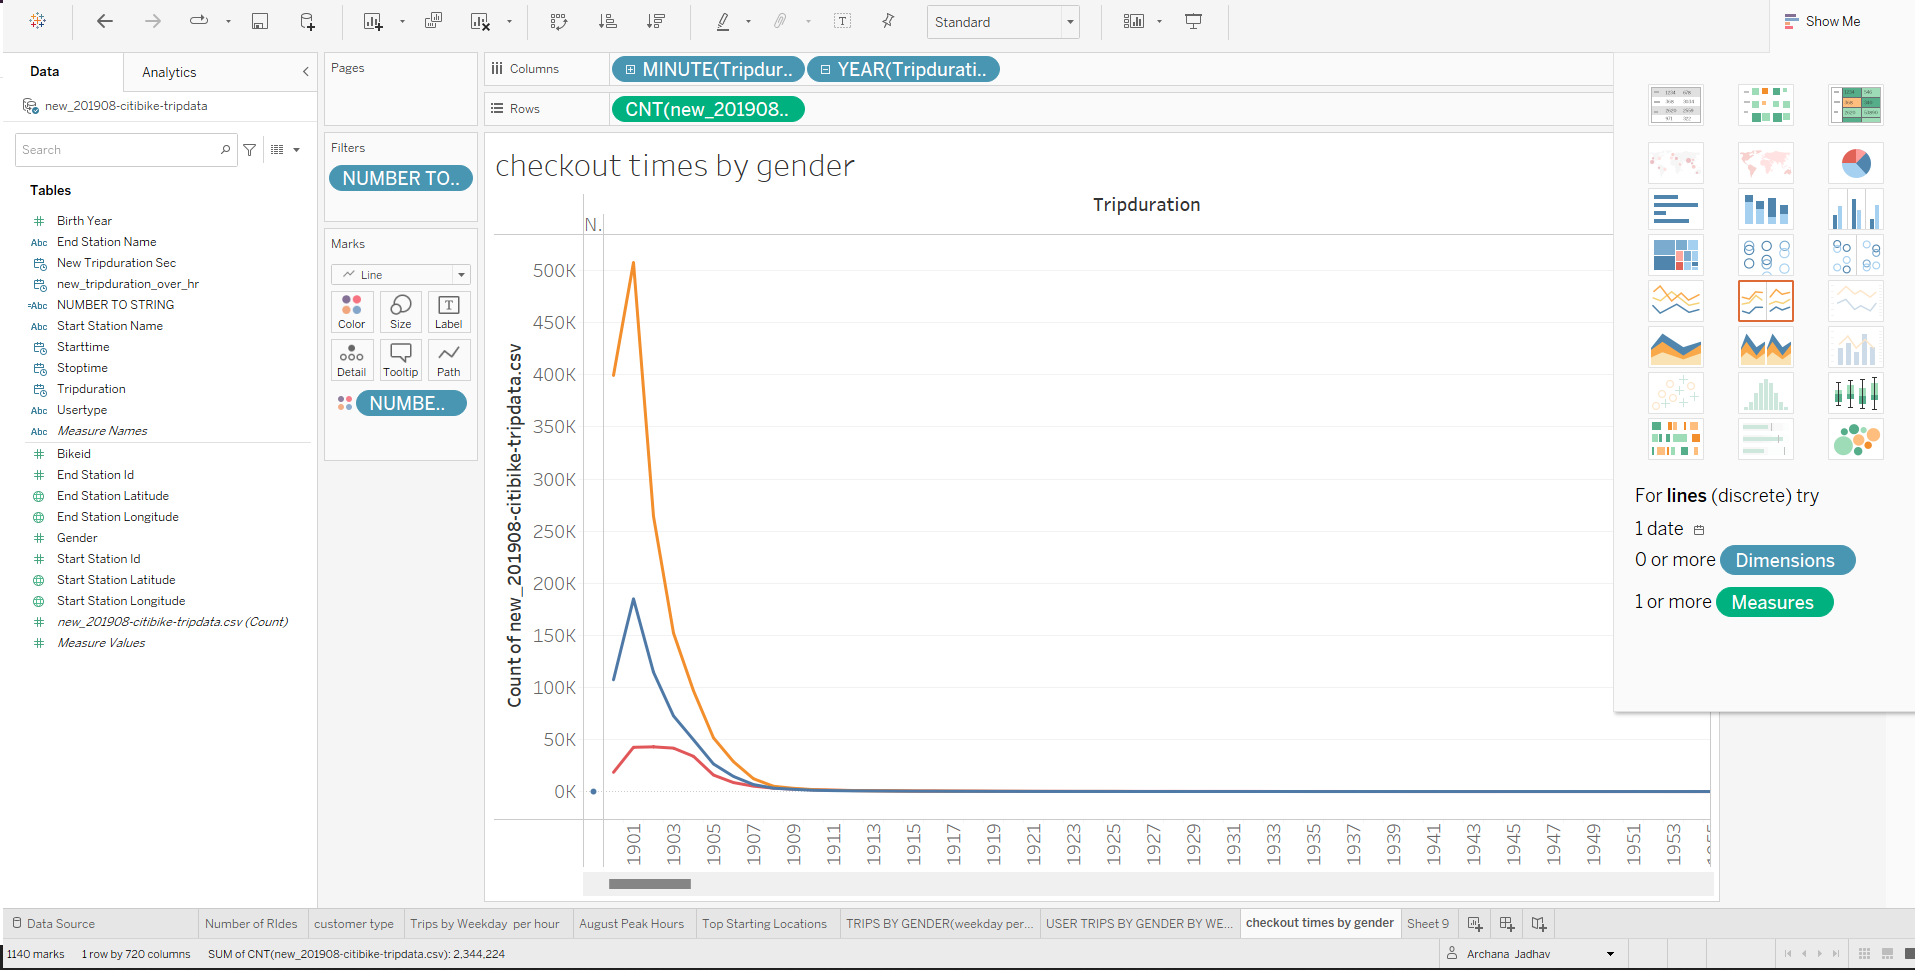 Standard
Show Me
Data
Analytics
Pages
Columns
MINUTE(Tripdur..
YEAR(Tripdurati..
new_201908-citibike-tripdata
Rows
CNT(new_201908..
Search
Filters
NUMBER TO..
checkout times by gender
Tables
Tripduration
N.
Birth Year
Abc End Station Name
New Tripduration Sec
new_tripduration_over_hr
=Abc NUMBER TO STRING
Abc Start Station Name
Starttime
Stoptime
Tripduration
Abc Usertype
Abc Measure Names
Bikeid
End Station Id
End Station Latitude
End Station Longitude
Gender
Start Station Id
Start Station Latitude
Start Station Longitude
new_201908-citibike-tripdata.csv (Count)
Measure Values
Marks
Line
Color
Size
Label
Detail
Tooltip
Path
NUMBE..
Count of new_201908-citibike-tripdata.csv
500K
450K
400K
350K
300K
250K
200K
150K
100K
50K
0K
1901
1903
1905
1907
1909
1911
1913
1915
1917
1919
1921
1923
1925
1927
1929
1931
1933
1935
1937
1939
1941
1943
1945
1947
1949
1951
1953
For lines (discrete) try
1 date
0 or more Dimensions
1 or more Measures
Data Source
Number of RIdes
customer type
Trips by Weekday per hour
August Peak Hours
Top Starting Locations
TRIPS BY GENDER(weekday per...
USER TRIPS BY GENDER BY WE...
checkout times by gender
Sheet 9
1140 marks
1 row by 720 columns
SUM of CNT(new_201908-citibike-tripdata.csv): 2,344,224
Archana Jadhav